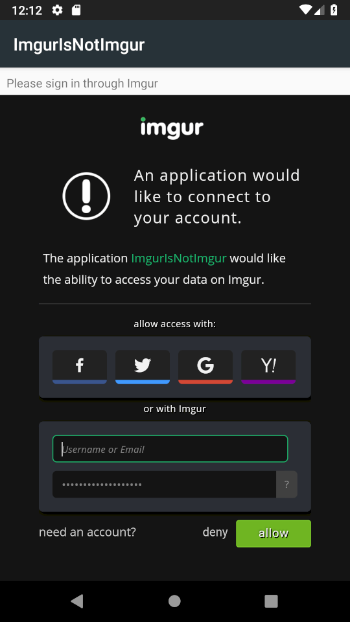 12:12
ImgurIsNotImgur
Please sign in through Imgur
imgur
An application would
like to connect to
your account.
The application ImgurIsNotImgur would like
the ability to access your data on Imgur.
allow access with:
f G Y!
or with Imgur
Username or Email
?
need an account? deny allow